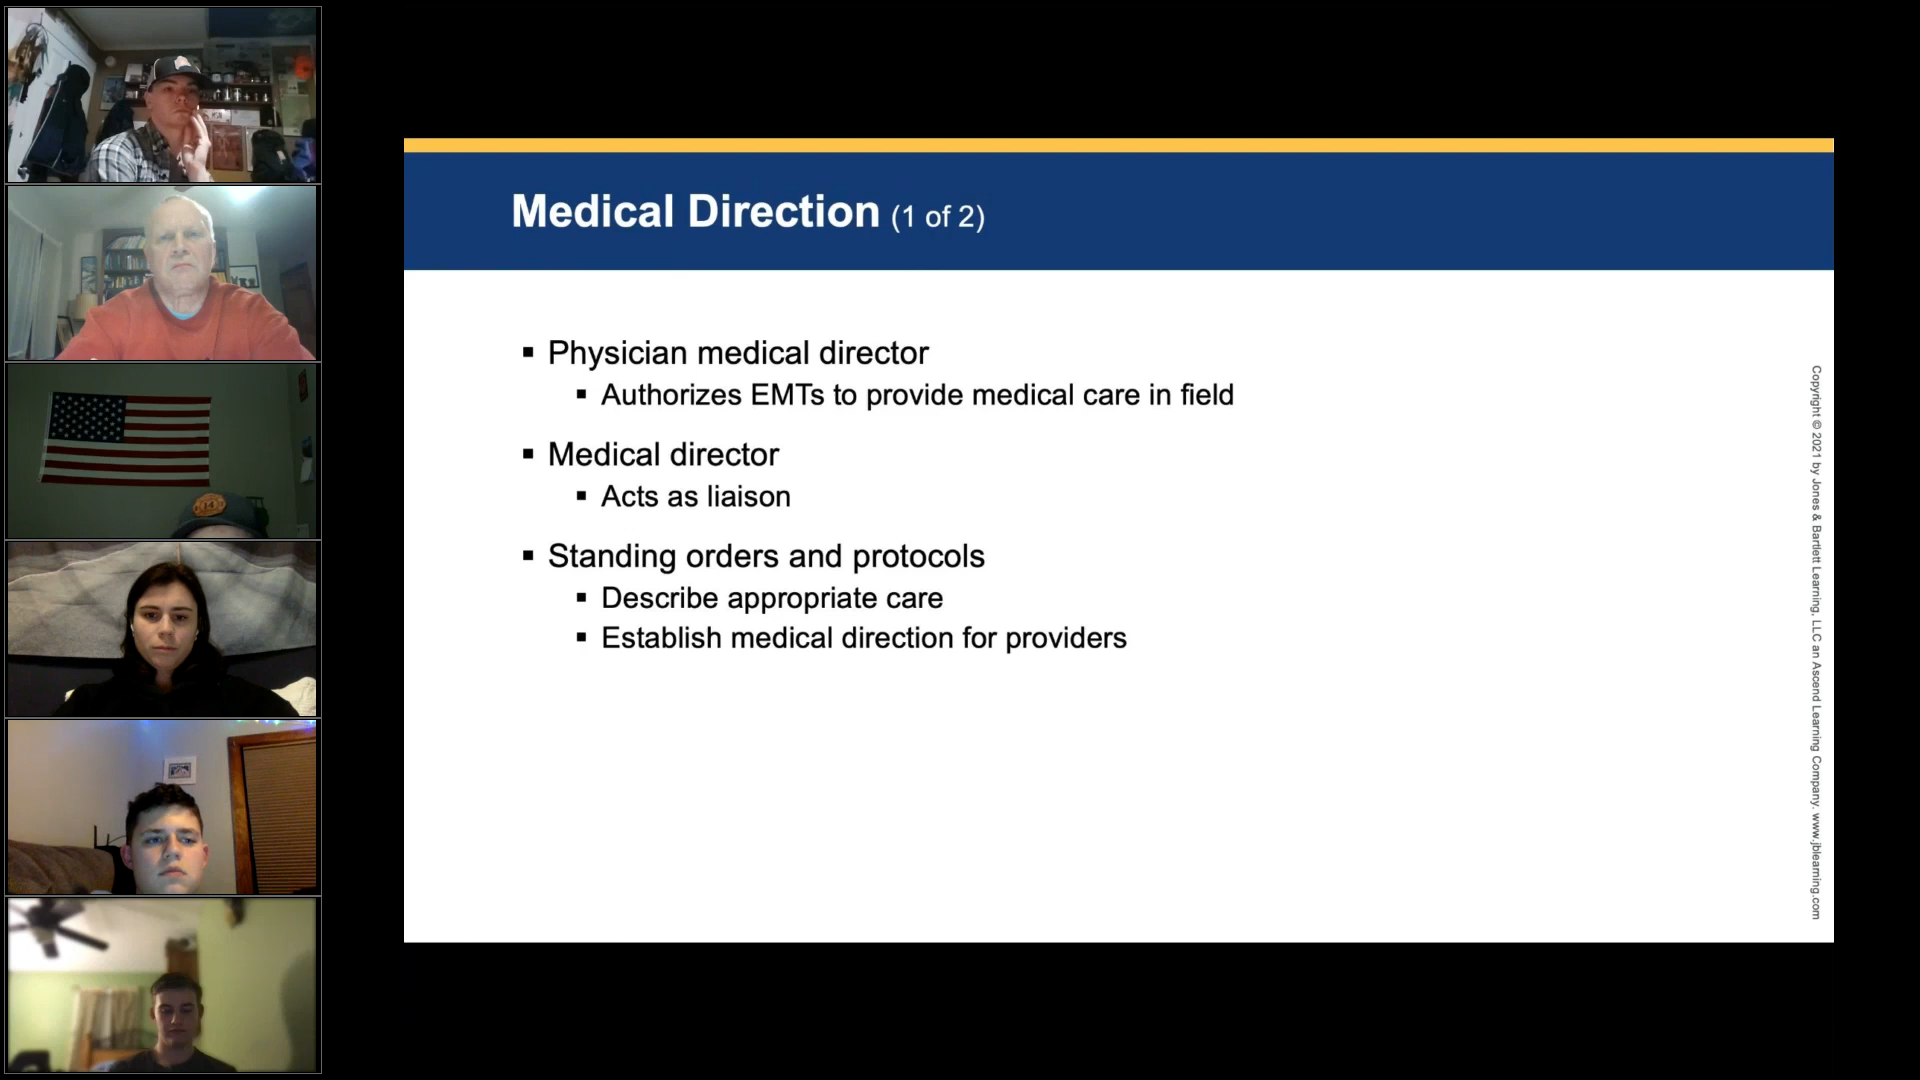 Medical Direction (1 of 2)
▪ Physician medical director
▪ Authorizes EMTs to provide medical care in field
▪ Medical director
▪ Acts as liaison
▪ Standing orders and protocols
▪ Describe appropriate care
▪ Establish medical direction for providers
Copyright © 2021 by Jones & Bartlett Learning, LLC an Ascend Learning Company. www.jblearning.com
14